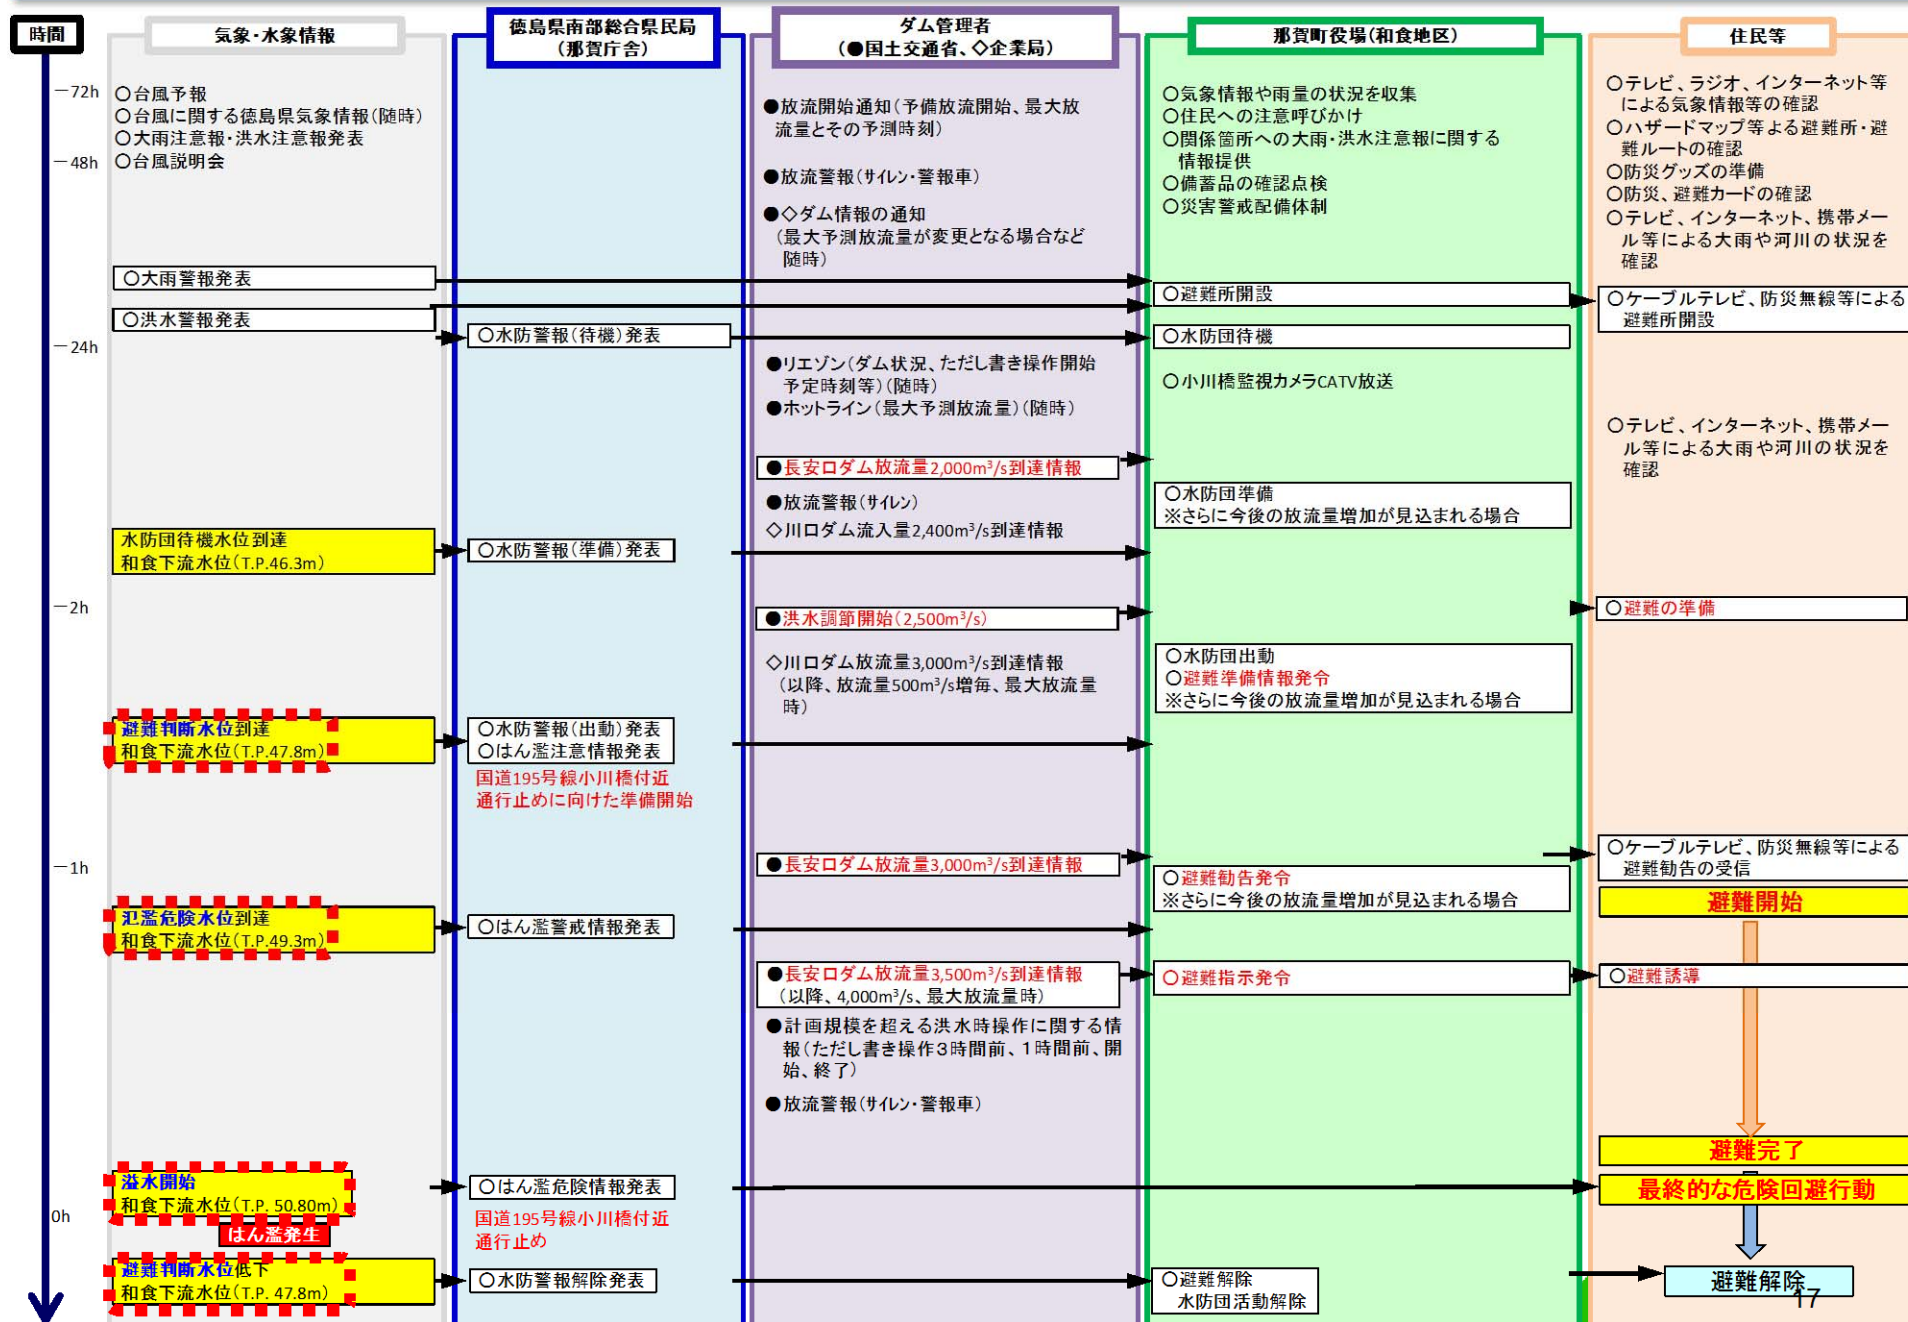 時間
気象・水象情報
徳島県南部総合県民局
(那賀庁舎)
ダム管理者
(●国土交通省、◇企業局)
那賀町役場(和食地区)
住民等
－72h
－48h
－24h
－2h
－1h
0h
○台風予報
○台風に関する徳島県気象情報(随時)
○大雨注意報・洪水注意報発表
○台風説明会
○大雨警報発表
○洪水警報発表
水防団待機水位到達
和食下流水位(T.P.46.3m)
避難判断水位到達
和食下流水位(T.P.47.8m)
氾濫危険水位到達
和食下流水位(T.P.49.3m)
溢水開始
和食下流水位(T.P. 50.80m)
はん濫発生
避難判断水位低下
和食下流水位(T.P. 47.8m)
○水防警報(待機)発表
○水防警報(準備)発表
○水防警報(出動)発表
○はん濫注意情報発表
国道195号線小川橋付近
通行止めに向けた準備開始
○はん濫警戒情報発表
○はん濫危険情報発表
国道195号線小川橋付近
通行止め
○水防警報解除発表
●放流開始通知(予備放流開始、最大放
流量とその予測時刻)
●放流警報(サイレン・警報車)
●◇ダム情報の通知
(最大予測放流量が変更となる場合など
随時)
●リエゾン(ダム状況、ただし書き操作開始
予定時刻等)(随時)
●ホットライン(最大予測放流量)(随時)
●長安口ダム放流量2,000m³/s到達情報
●放流警報(サイレン)
◇川口ダム流入量2,400m³/s到達情報
●洪水調節開始(2,500m³/s)
◇川口ダム放流量3,000m³/s到達情報
(以降、放流量500m³/s増毎、最大放流量
時)
●長安口ダム放流量3,000m³/s到達情報
●長安口ダム放流量3,500m³/s到達情報
(以降、4,000m³/s、最大放流量時)
●計画規模を超える洪水時操作に関する情
報(ただし書き操作3時間前、1時間前、開
始、終了)
●放流警報(サイレン・警報車)
○気象情報や雨量の状況を収集
○住民への注意呼びかけ
○関係箇所への大雨・洪水注意報に関する
情報提供
○備蓄品の確認点検
○災害警戒配備体制
○避難所開設
○水防団待機
○小川橋監視カメラCATV放送
○水防団準備
※さらに今後の放流量増加が見込まれる場合
○水防団出動
○避難準備情報発令
※さらに今後の放流量増加が見込まれる場合
○避難勧告発令
※さらに今後の放流量増加が見込まれる場合
○避難指示発令
○避難解除
水防団活動解除
○テレビ、ラジオ、インターネット等
による気象情報等の確認
○ハザードマップ等よる避難所・避
難ルートの確認
○防災グッズの準備
○防災、避難カードの確認
○テレビ、インターネット、携帯メー
ル等による大雨や河川の状況を
確認
○ケーブルテレビ、防災無線等による
避難所開設
○テレビ、インターネット、携帯メー
ル等による大雨や河川の状況を
確認
○避難の準備
○ケーブルテレビ、防災無線等による
避難勧告の受信
避難開始
○避難誘導
避難完了
最終的な危険回避行動
避難解除
17